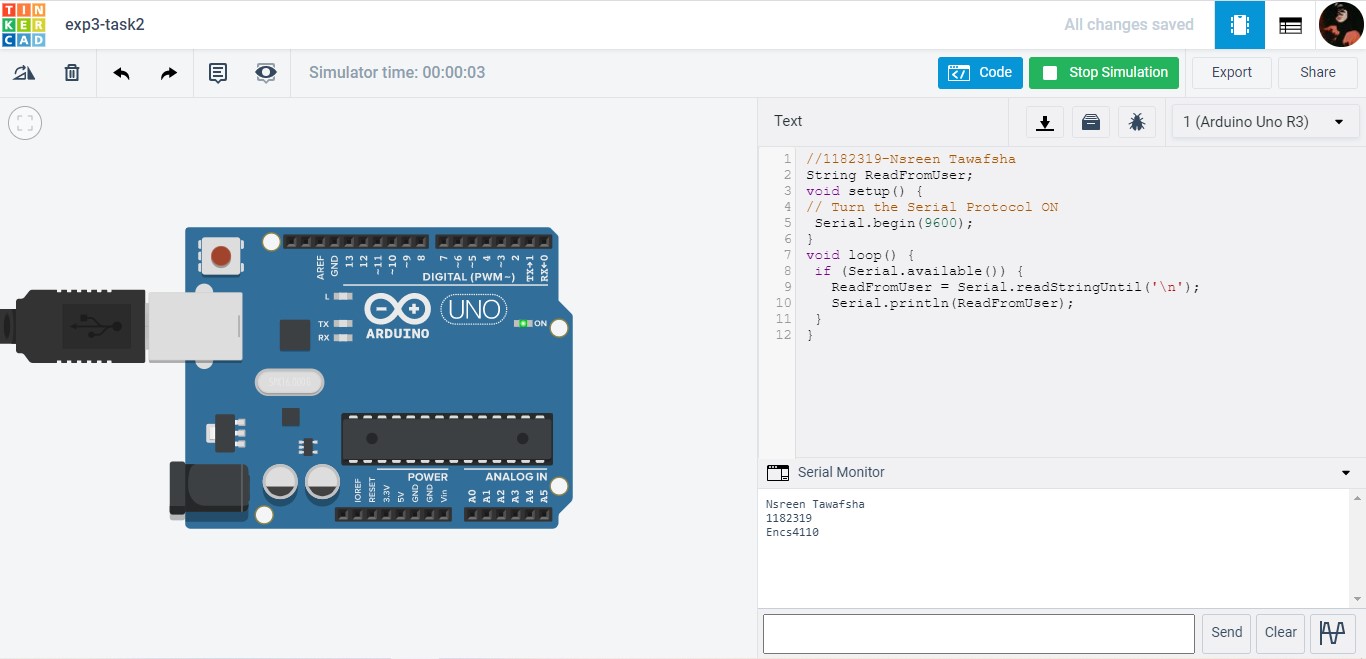 TIN
KER
CAD
exp3-task2
All changes saved
Simulator time: 00:00:03
Code
Stop Simulation
Export
Share
Text
1 (Arduino Uno R3)
1 //1182319-Nsreen Tawafsha
2 String ReadFromUser;
3 void setup() {
4 // Turn the Serial Protocol ON
5  Serial.begin(9600);
6 }
7 void loop() {
8  if (Serial.available()) {
9    ReadFromUser = Serial.readStringUntil('\n');
10    Serial.println(ReadFromUser);
11  }
12 }
AREF
GND
13
12
~11
~10
~9
8
7
~6
~5
4
~3
2
TX→1
RX←0
DIGITAL (PWM~)
L
TX
RX
ARDUINO
UNO
ON
POWER
ANALOG IN
IOREF
RESET
3.3V
5V
GND
GND
Vin
A0
A1
A2
A3
A4
A5
Serial Monitor
Nsreen Tawafsha
1182319
Encs4110
Send
Clear